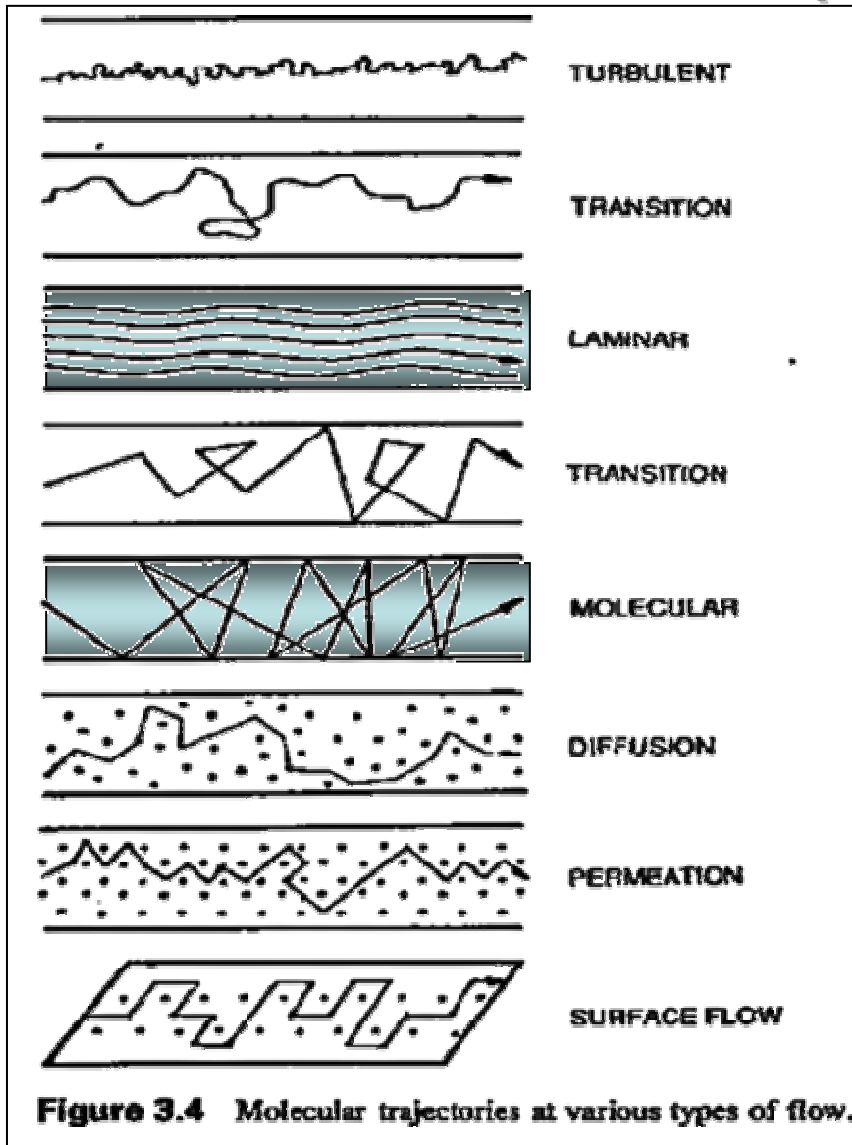 TURBULENT
TRANSITION
LAMINAR
TRANSITION
MOLECULAR
DIFFUSION
PERMEATION
SURFACE FLOW
Figure 3.4 Molecular trajectories at various types of flow.